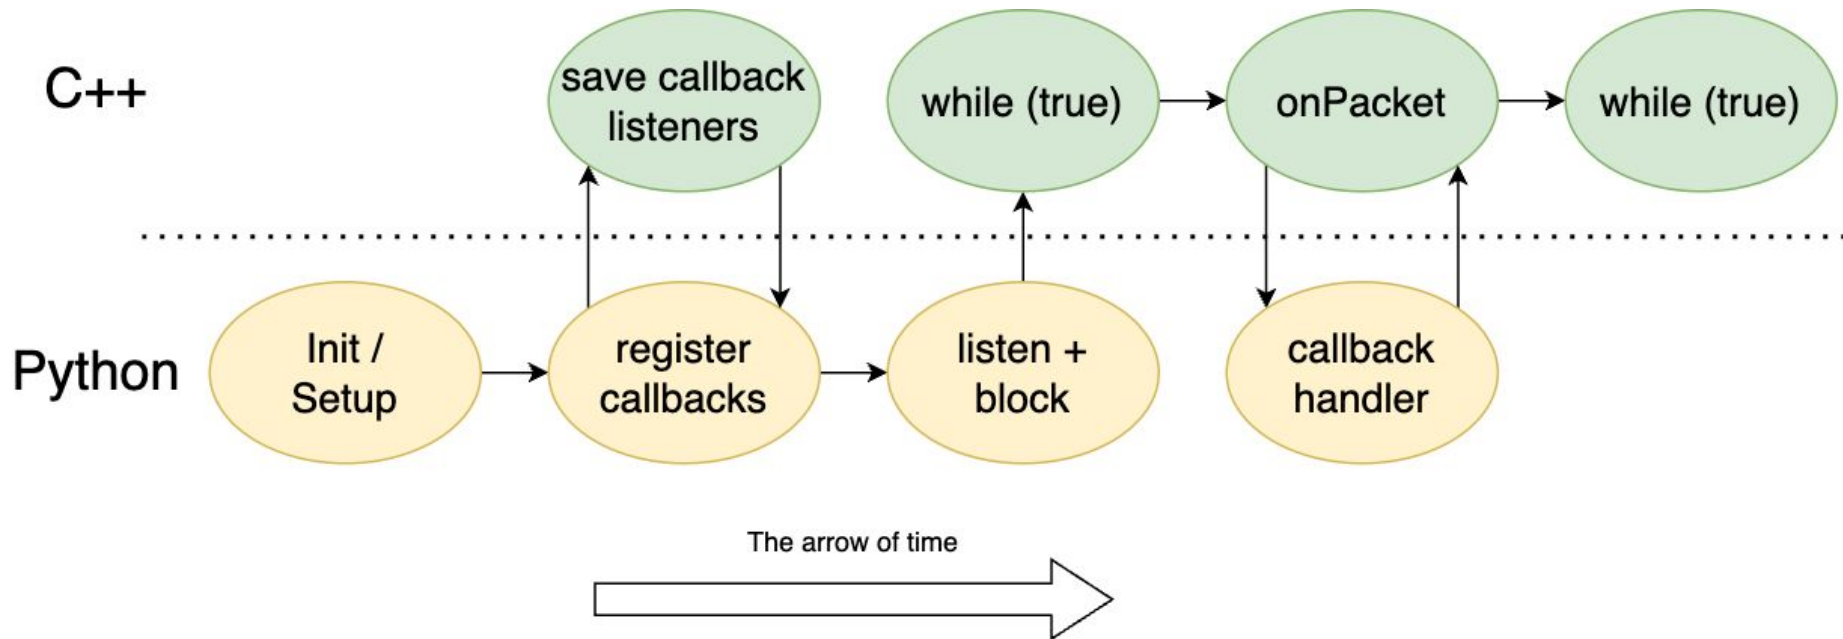 C++
save callback
listeners
while (true)
onPacket
while (true)
Python
Init /
Setup
register
callbacks
listen +
block
callback
handler
The arrow of time